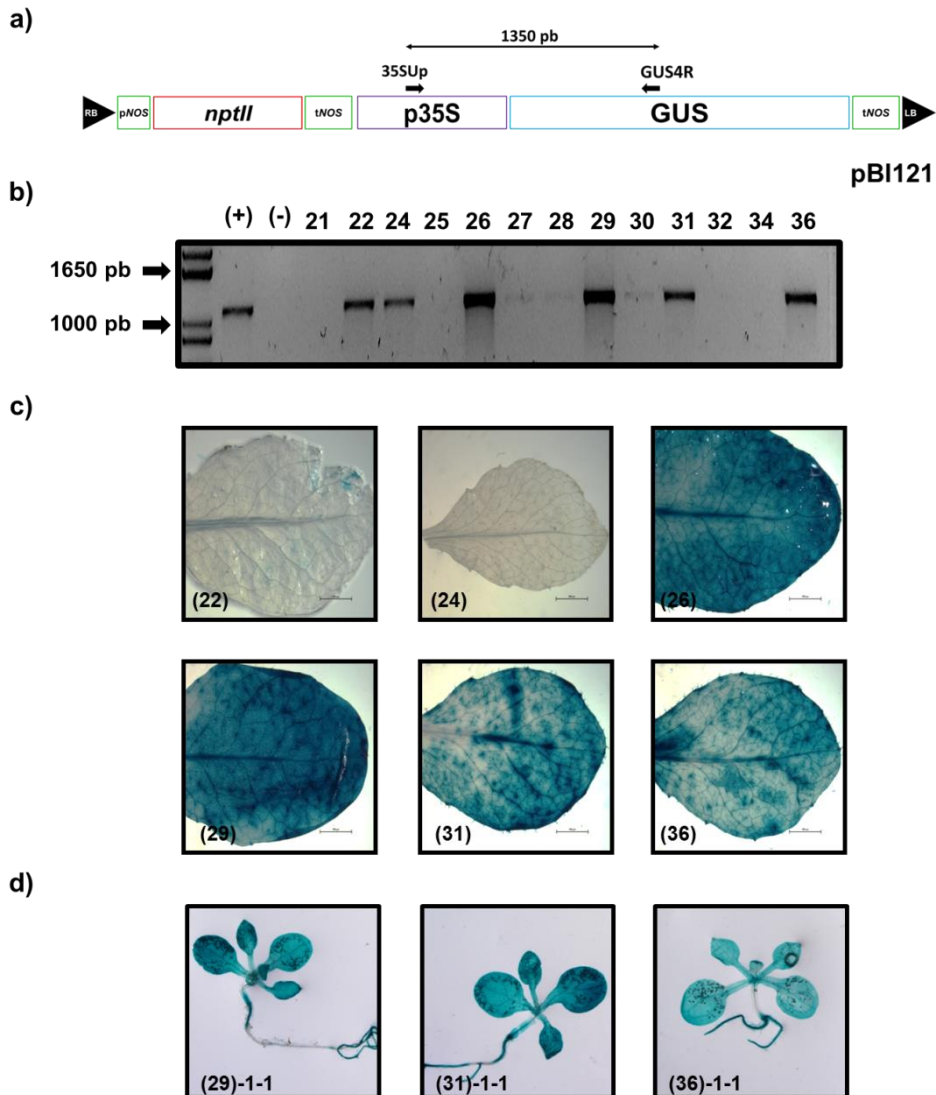 a)
1350 pb
35SUp GUS4R
RB pNOS nptII tNOS p35S GUS tNOS LB
pBI121
b)
(+) (-) 21 22 24 25 26 27 28 29 30 31 32 34 36
1650 pb
1000 pb
c)
(22) (24) (26)
(29) (31) (36)
d)
(29)-1-1 (31)-1-1 (36)-1-1